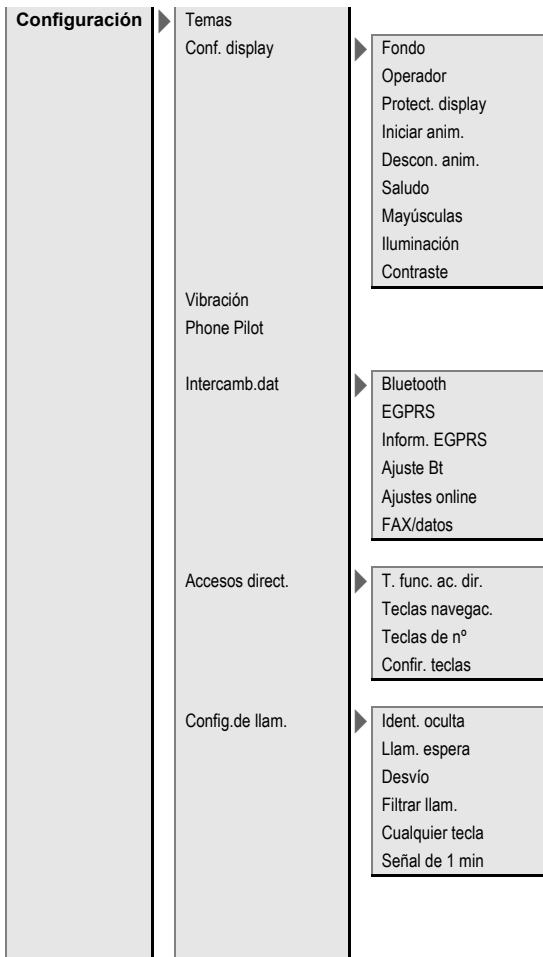 Configuración
Temas
Conf. display
Fondo
Operador
Protect. display
Iniciar anim.
Descon. anim.
Saludo
Mayúsculas
Iluminación
Contraste
Vibración
Phone Pilot
Intercamb.dat
Bluetooth
EGPRS
Inform. EGPRS
Ajuste Bt
Ajustes online
FAX/datos
Accesos direct.
T. func. ac. dir.
Teclas navegac.
Teclas de nº
Confir. teclas
Config.de llam.
Ident. oculta
Llam. espera
Desvío
Filtrar llam.
Cualquier tecla
Señal de 1 min